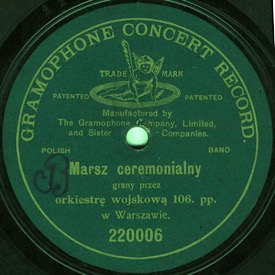 GRAMOPHONE CONCERT RECORD.
TRADE MARK
PATENTED PATENTED
Manufactured by
The Gramophone Company, Limited,
and Sister Companies.
POLISH BAND
Marsz ceremonialny
grany przez
orkiestrę wojskową 106. pp.
w Warszawie.
220006